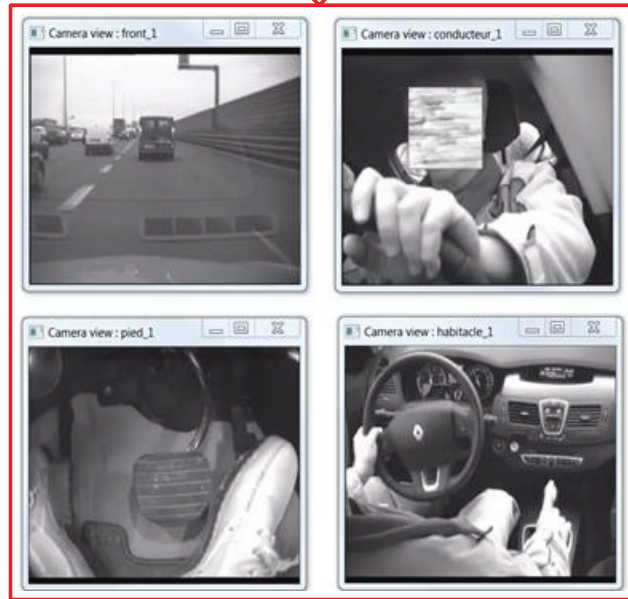 Camera view : front_1
Camera view : conducteur_1
Camera view : pied_1
Camera view : habitacle_1